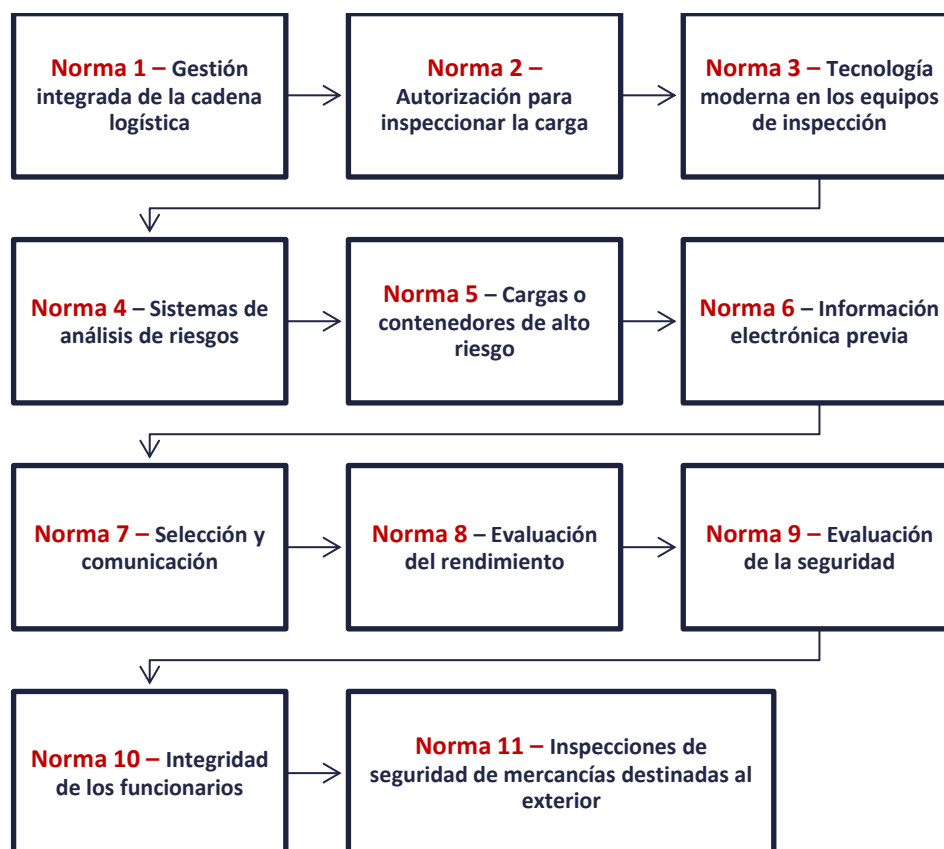 Norma 1 – Gestión
integrada de la cadena
logística
Norma 2 –
Autorización para
inspeccionar la carga
Norma 3 – Tecnología
moderna en los equipos
de inspección
Norma 4 – Sistemas de
análisis de riesgos
Norma 5 – Cargas o
contenedores de alto
riesgo
Norma 6 – Información
electrónica previa
Norma 7 – Selección y
comunicación
Norma 8 – Evaluación
del rendimiento
Norma 9 – Evaluación
de la seguridad
Norma 10 – Integridad
de los funcionarios
Norma 11 – Inspecciones de
seguridad de mercancías destinadas al
exterior